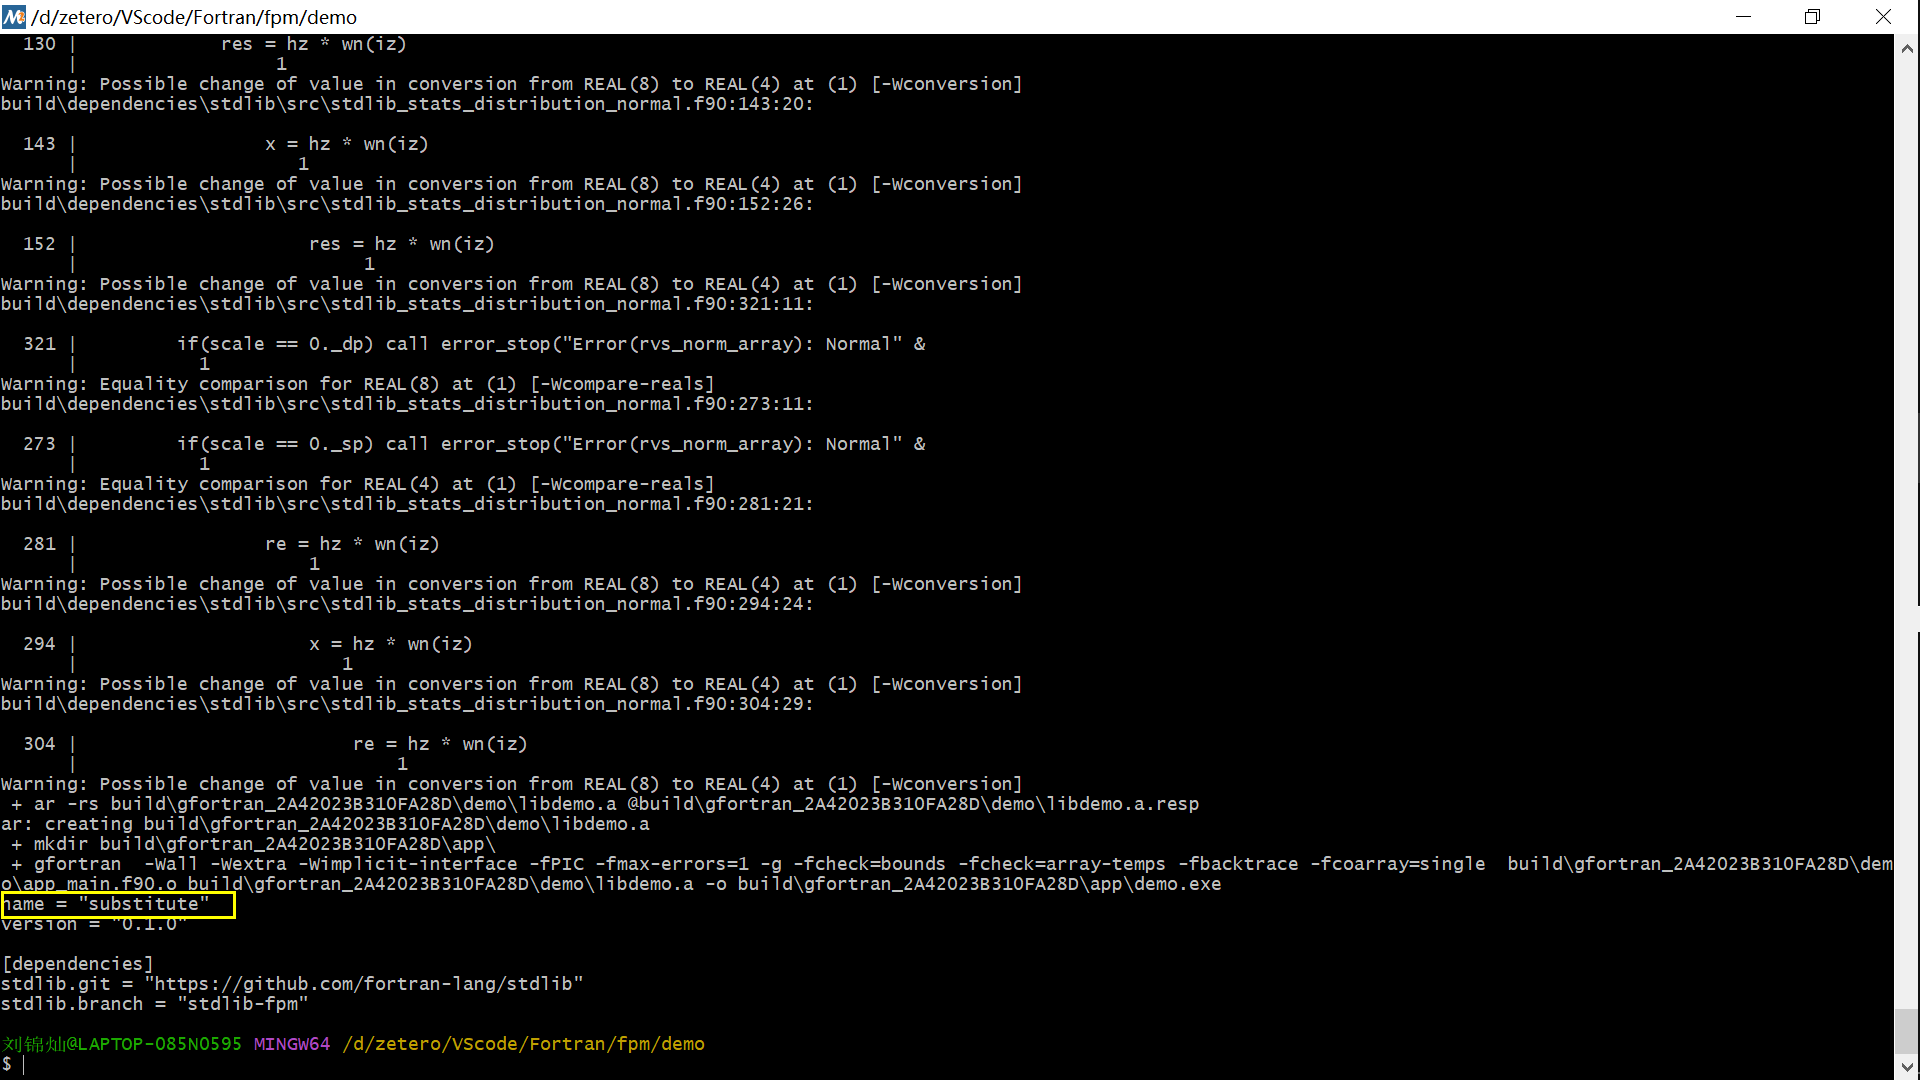 /d/zetero/VScode/Fortran/fpm/demo
130 | res = hz * wn(iz)
| 1
Warning: Possible change of value in conversion from REAL(8) to REAL(4) at (1) [-Wconversion]
build\dependencies\stdlib\src\stdlib_stats_distribution_normal.f90:143:20:
143 | x = hz * wn(iz)
| 1
Warning: Possible change of value in conversion from REAL(8) to REAL(4) at (1) [-Wconversion]
build\dependencies\stdlib\src\stdlib_stats_distribution_normal.f90:152:26:
152 | res = hz * wn(iz)
| 1
Warning: Possible change of value in conversion from REAL(8) to REAL(4) at (1) [-Wconversion]
build\dependencies\stdlib\src\stdlib_stats_distribution_normal.f90:321:11:
321 | if(scale == 0._dp) call error_stop("Error(rvs_norm_array): Normal" &
| 1
Warning: Equality comparison for REAL(8) at (1) [-Wcompare-reals]
build\dependencies\stdlib\src\stdlib_stats_distribution_normal.f90:273:11:
273 | if(scale == 0._sp) call error_stop("Error(rvs_norm_array): Normal" &
| 1
Warning: Equality comparison for REAL(4) at (1) [-Wcompare-reals]
build\dependencies\stdlib\src\stdlib_stats_distribution_normal.f90:281:21:
281 | re = hz * wn(iz)
| 1
Warning: Possible change of value in conversion from REAL(8) to REAL(4) at (1) [-Wconversion]
build\dependencies\stdlib\src\stdlib_stats_distribution_normal.f90:294:24:
294 | x = hz * wn(iz)
| 1
Warning: Possible change of value in conversion from REAL(8) to REAL(4) at (1) [-Wconversion]
build\dependencies\stdlib\src\stdlib_stats_distribution_normal.f90:304:29:
304 | re = hz * wn(iz)
| 1
Warning: Possible change of value in conversion from REAL(8) to REAL(4) at (1) [-Wconversion]
+ ar -rs build\gfortran_2A42023B310FA28D\demo\libdemo.a @build\gfortran_2A42023B310FA28D\demo\libdemo.a.resp
ar: creating build\gfortran_2A42023B310FA28D\demo\libdemo.a
+ mkdir build\gfortran_2A42023B310FA28D\app\
+ gfortran -Wall -Wextra -Wimplicit-interface -fPIC -fmax-errors=1 -g -fcheck=bounds -fcheck=array-temps -fbacktrace -fcoarray=single build\gfortran_2A42023B310FA28D\dem
o\app_main.f90.o build\gfortran_2A42023B310FA28D\demo\libdemo.a -o build\gfortran_2A42023B310FA28D\app\demo.exe
name = "substitute"
version = "0.1.0"
[dependencies]
stdlib.git = "https://github.com/fortran-lang/stdlib"
stdlib.branch = "stdlib-fpm"
刘锦灿@LAPTOP-085N0595 MINGW64 /d/zetero/VScode/Fortran/fpm/demo
$